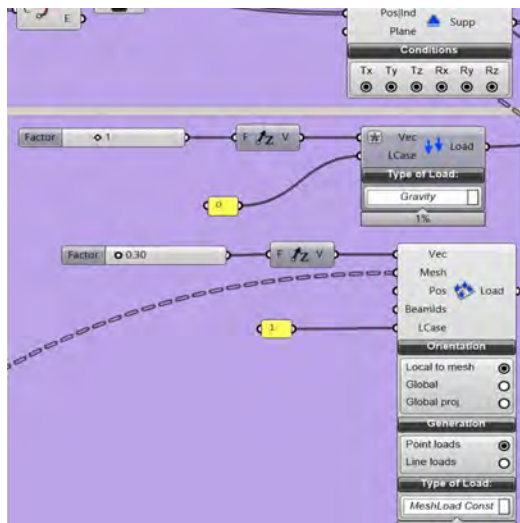 C
E
Pos|Ind
Supp
Plane
Conditions
Tx Ty Tz Rx Ry Rz
Factor 1
F Z V
Vec
LCase
Load
Type of Load:
0
Gravity
1%
Factor 0.30
F Z V
Vec
Mesh
Pos
Load
BeamIds
1
LCase
Orientation
Local to mesh
Global
Global proj.
Generation
Point loads
Line loads
Type of Load:
MeshLoad Const